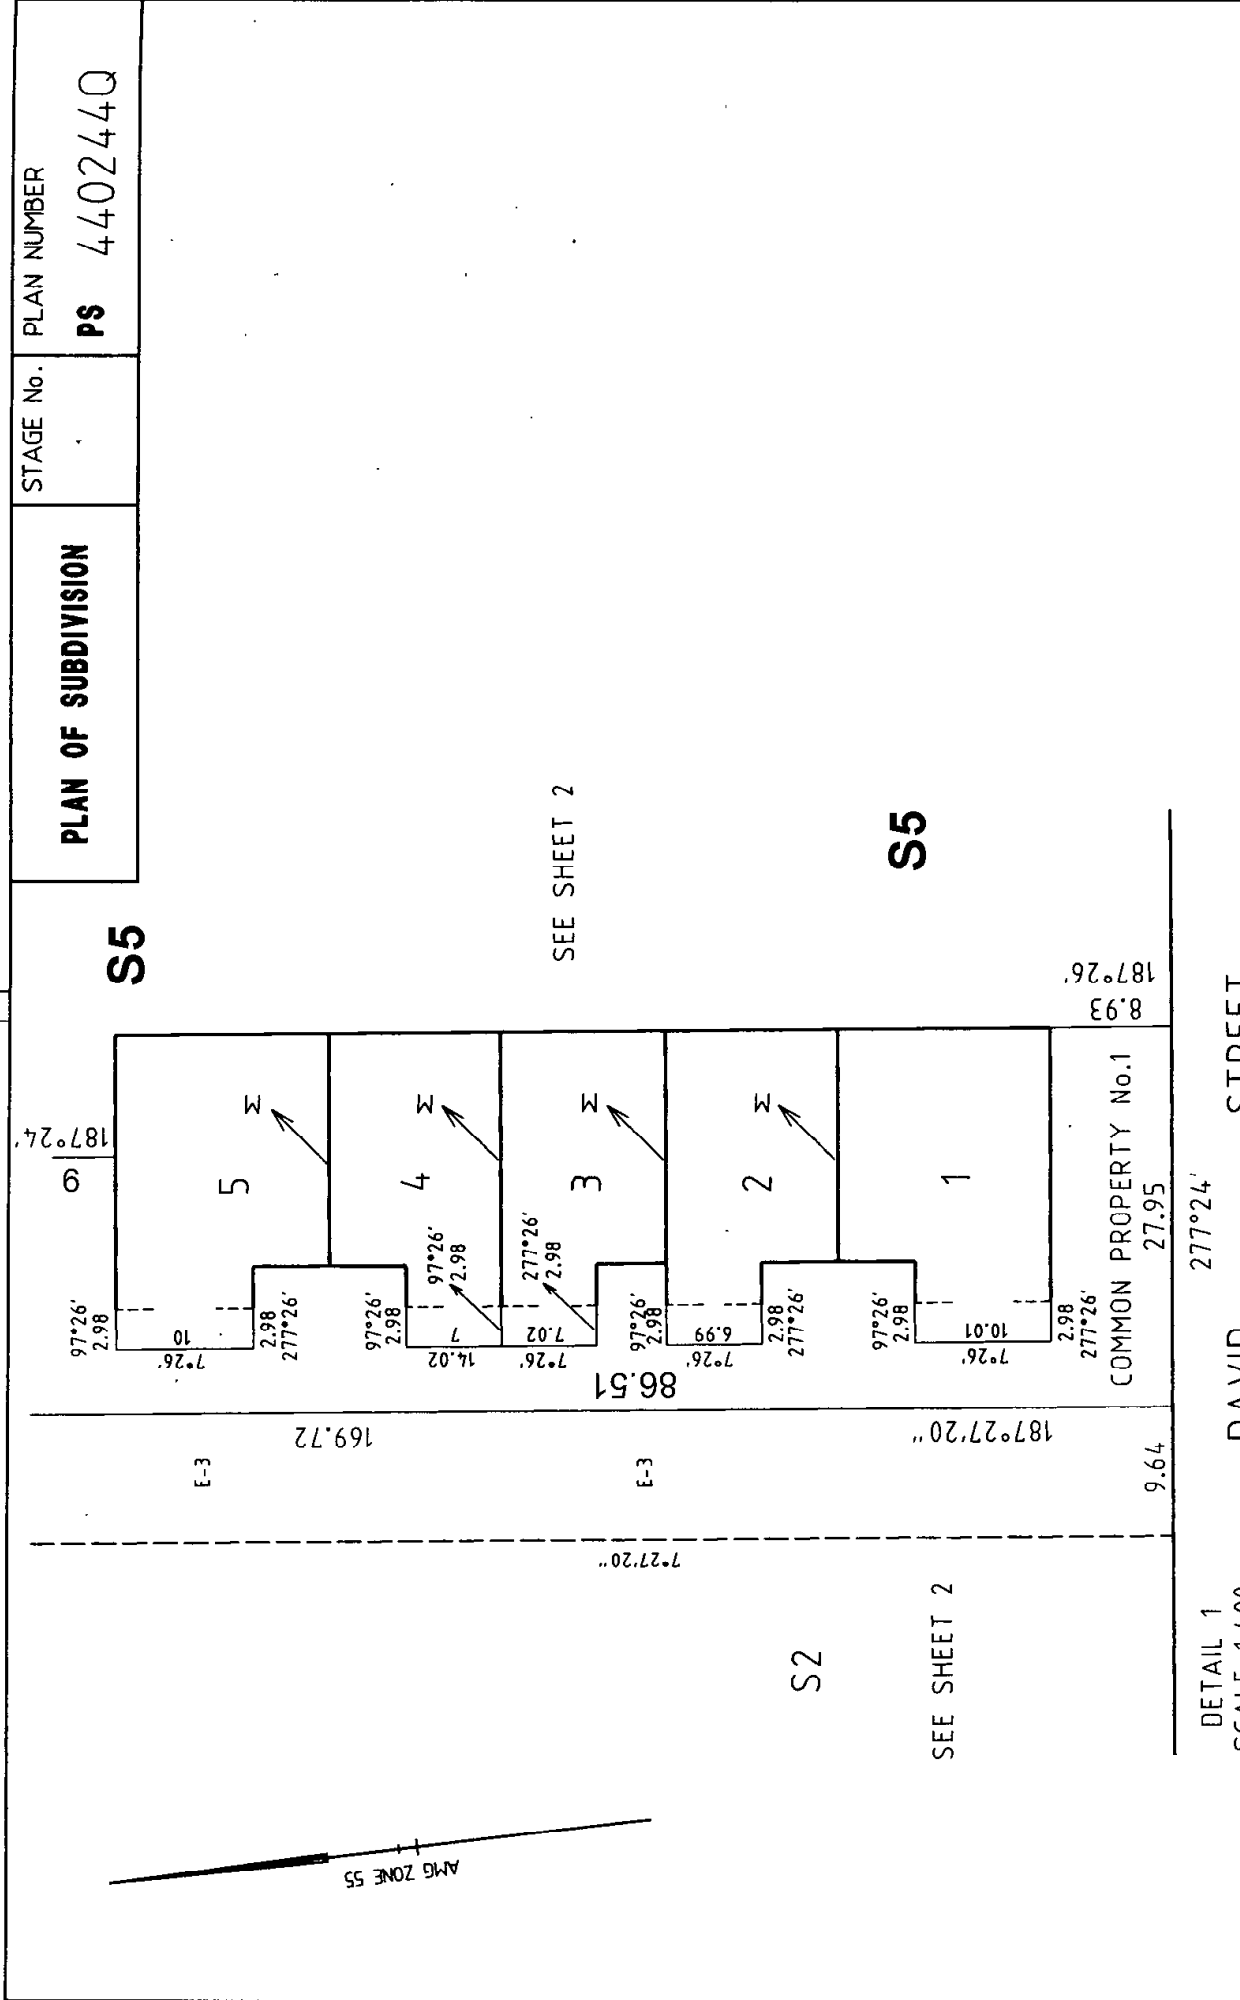 PLAN OF SUBDIVISION
STAGE No.
PLAN NUMBER
PS 440244Q
S5
SEE SHEET 2
S5
187°24'
6
5
M
4
M
3
M
2
M
1
97°26'
2.98
10
7°26'
2.98
277°26'
97°26'
2.98
7
14.02
97°26'
2.98
277°26'
2.98
7.02
7°26'
97°26'
2.98
6.99
7°26'
2.98
277°26'
97°26'
2.98
10.01
7°26'
2.98
277°26'
86.51
COMMON PROPERTY No.1
27.95
8.93
187°26'
277°24'
169.72
187°27'20"
E-3
E-3
9.64
7°27'20"
S2
SEE SHEET 2
AMG ZONE 55
DAVID STREET
DETAIL 1